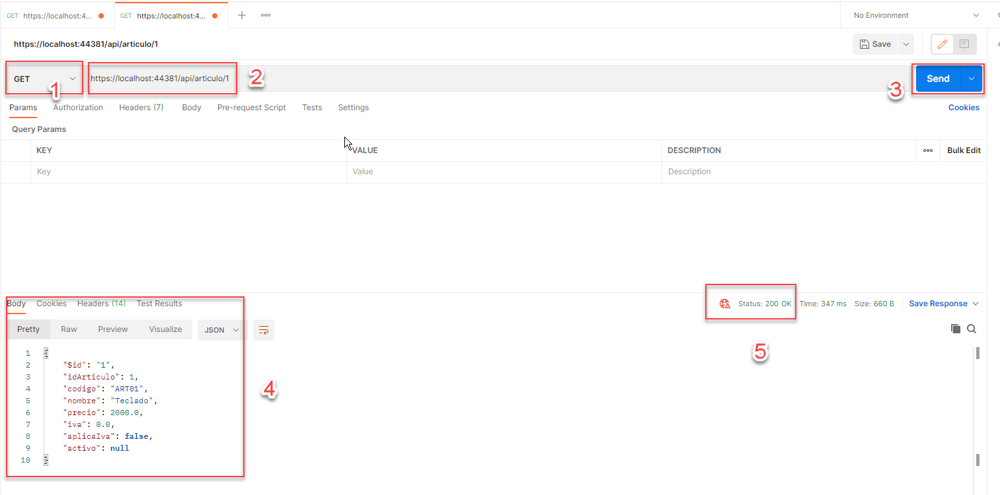 GET https://localhost:44... GET https://localhost:4... No Environment
https://localhost:44381/api/articulo/1 Save
GET 1 https://localhost:44381/api/articulo/1 2 3 Send
Params Authorization Headers (7) Body Pre-request Script Tests Settings Cookies
Query Params
KEY VALUE DESCRIPTION Bulk Edit
Key Value Description
Body Cookies Headers (14) Test Results Status: 200 OK Time: 347 ms Size: 660 B Save Response
Pretty Raw Preview Visualize JSON
5
4
1 {
2 "$id": "1",
3 "idArticulo": 1,
4 "codigo": "ART01",
5 "nombre": "Teclado",
6 "precio": 2000.0,
7 "iva": 0.0,
8 "aplicaIva": false,
9 "activo": null
10 }